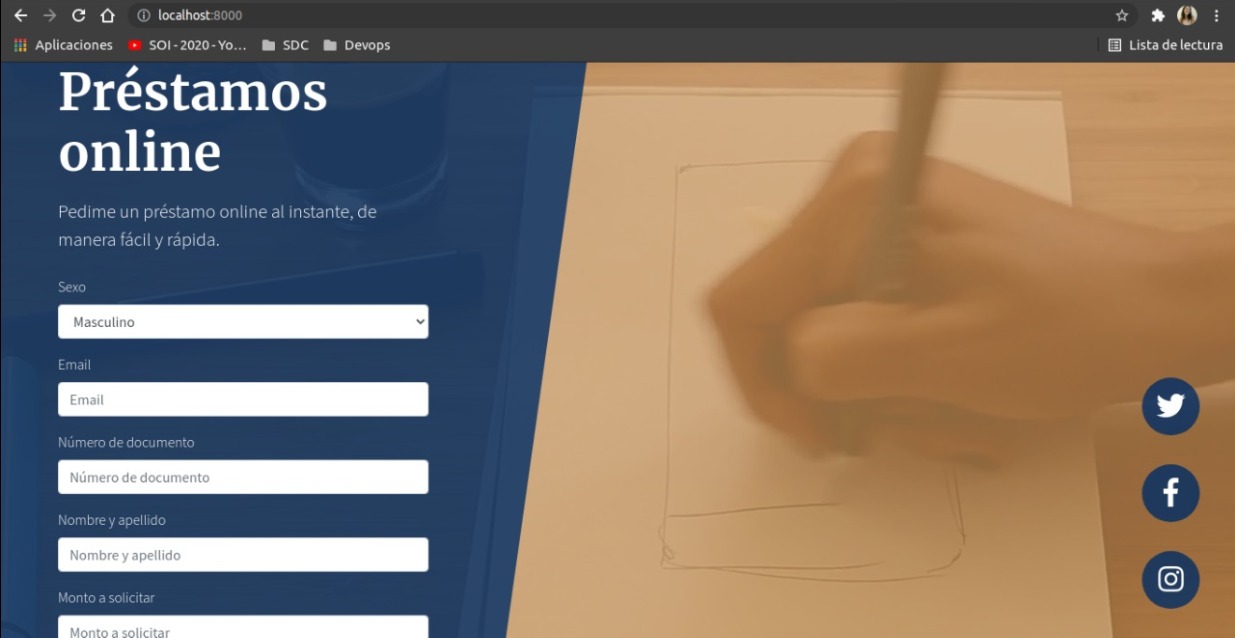 localhost:8000
Aplicaciones
SOI - 2020 - Yo...
SDC
Devops
Lista de lectura
Préstamos
online
Pedime un préstamo online al instante, de
manera fácil y rápida.
Sexo
Masculino
Email
Email
Número de documento
Número de documento
Nombre y apellido
Nombre y apellido
Monto a solicitar
Monto a solicitar